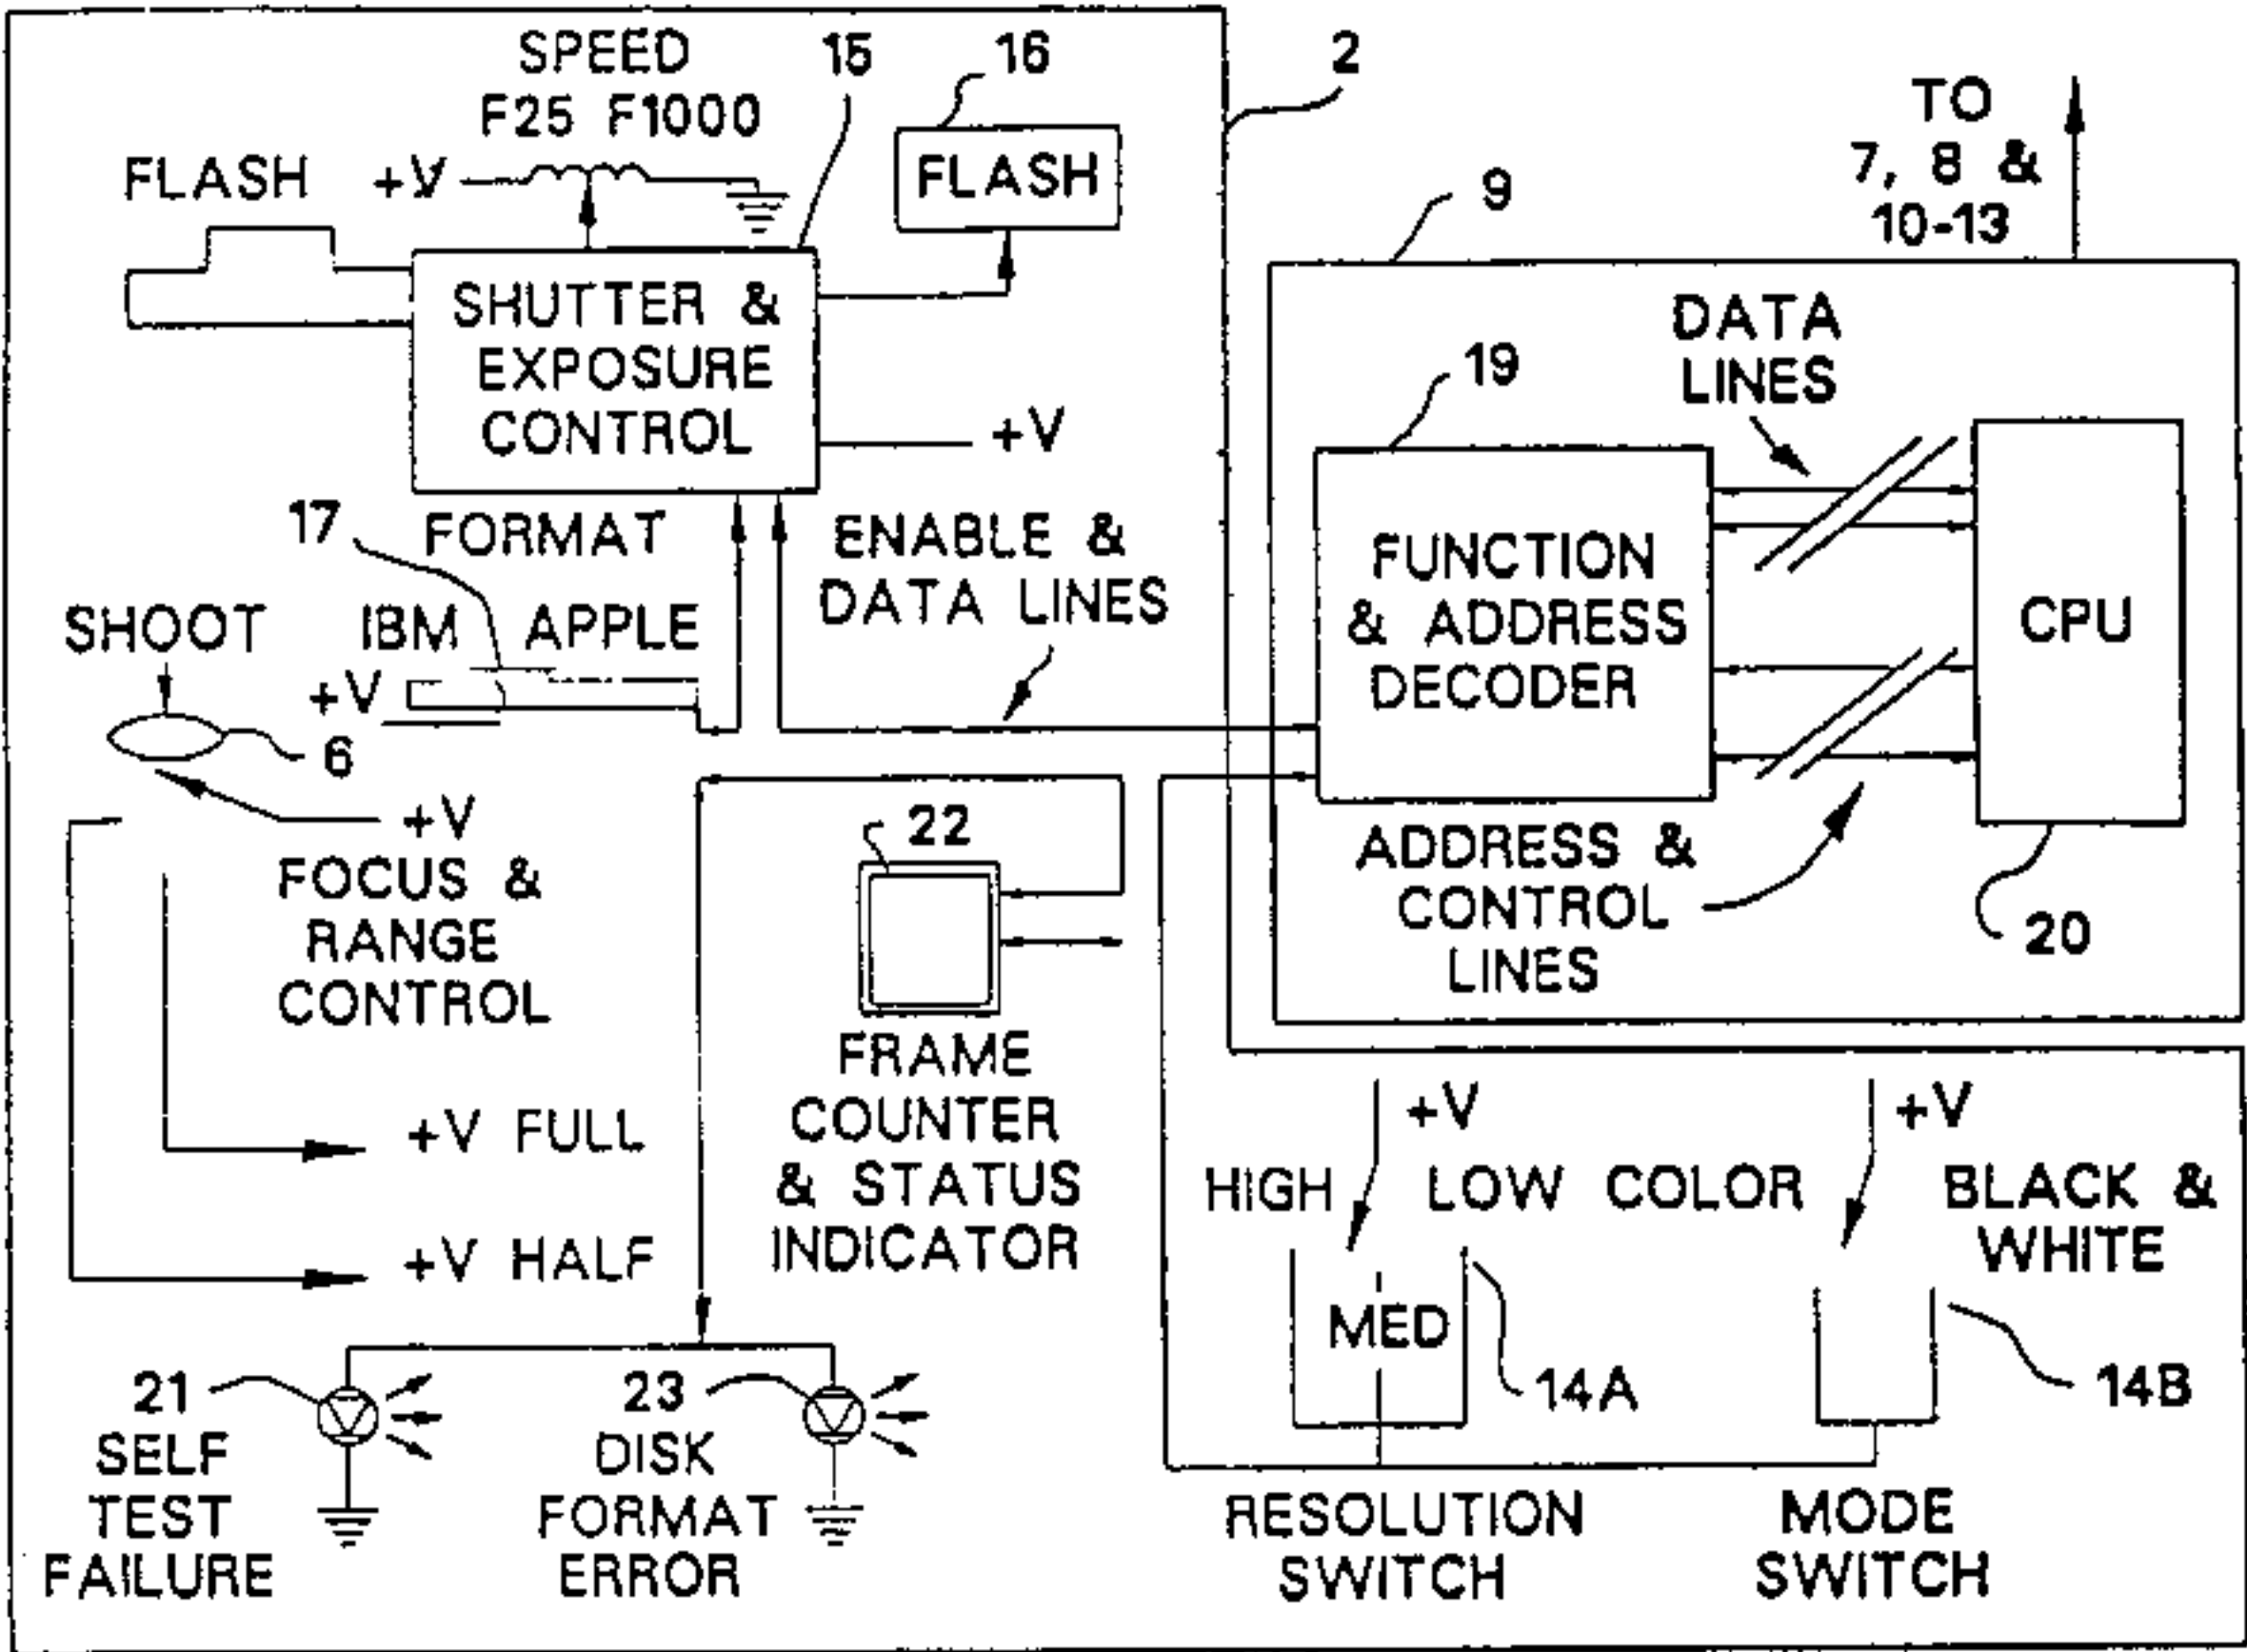 SPEED
F25 F1000
15
16
2
FLASH
+V
FLASH
SHUTTER &
EXPOSURE
CONTROL
+V
17
FORMAT
IBM APPLE
+V
SHOOT
6
ENABLE &
DATA LINES
+V
FOCUS &
RANGE
CONTROL
+V FULL
+V HALF
22
FRAME
COUNTER
& STATUS
INDICATOR
21
SELF
TEST
FAILURE
23
DISK
FORMAT
ERROR
TO
7, 8 &
10-13
9
19
DATA
LINES
FUNCTION
& ADDRESS
DECODER
CPU
ADDRESS &
CONTROL
LINES
20
+V
HIGH
LOW
MED
14A
RESOLUTION
SWITCH
+V
COLOR
BLACK &
WHITE
14B
MODE
SWITCH